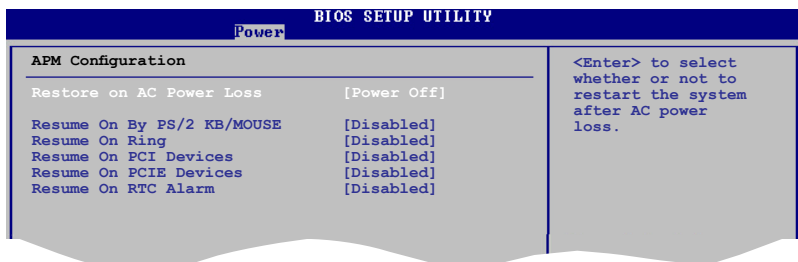 BIOS SETUP UTILITY
Power
APM Configuration
Restore on AC Power Loss [Power Off]
Resume On By PS/2 KB/MOUSE [Disabled]
Resume On Ring [Disabled]
Resume On PCI Devices [Disabled]
Resume On PCIE Devices [Disabled]
Resume On RTC Alarm [Disabled]
<Enter> to select
whether or not to
restart the system
after AC power
loss.